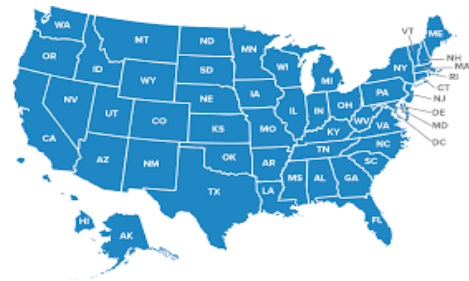 WA
MT
ND
MN
VT
ME
OR
ID
WY
SD
WI
MI
NY
NH
MA
RI
CT
NV
UT
CO
NE
IA
IL
IN
OH
PA
NJ
DE
MD
DC
CA
AZ
NM
KS
MO
KY
WV
VA
OK
AR
TN
NC
SC
TX
LA
MS
AL
GA
FL
HI
AK